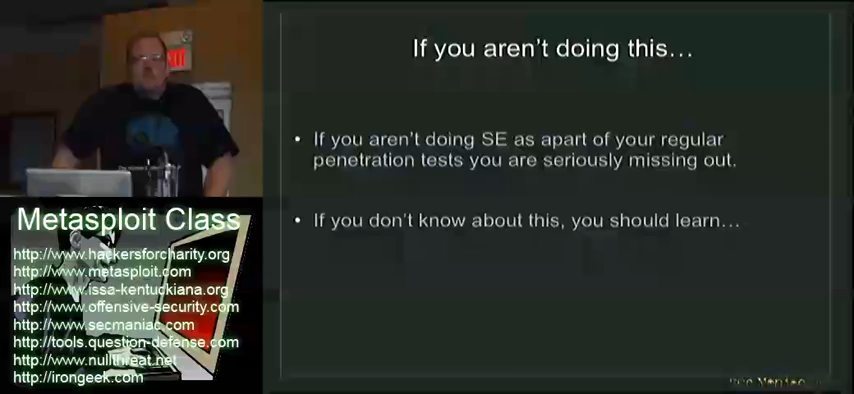 If you aren't doing this…
• If you aren't doing SE as apart of your regular
penetration tests you are seriously missing out.
• If you don't know about this, you should learn…
Metasploit Class
http://www.hackersforcharity.org
http://www.metasploit.com
http://www.issa-kentuckiana.org
http://www.offensive-security.com
http://www.secmaniac.com
http://tools.question-defense.com
http://www.nullthreat.net
http://irongeek.com